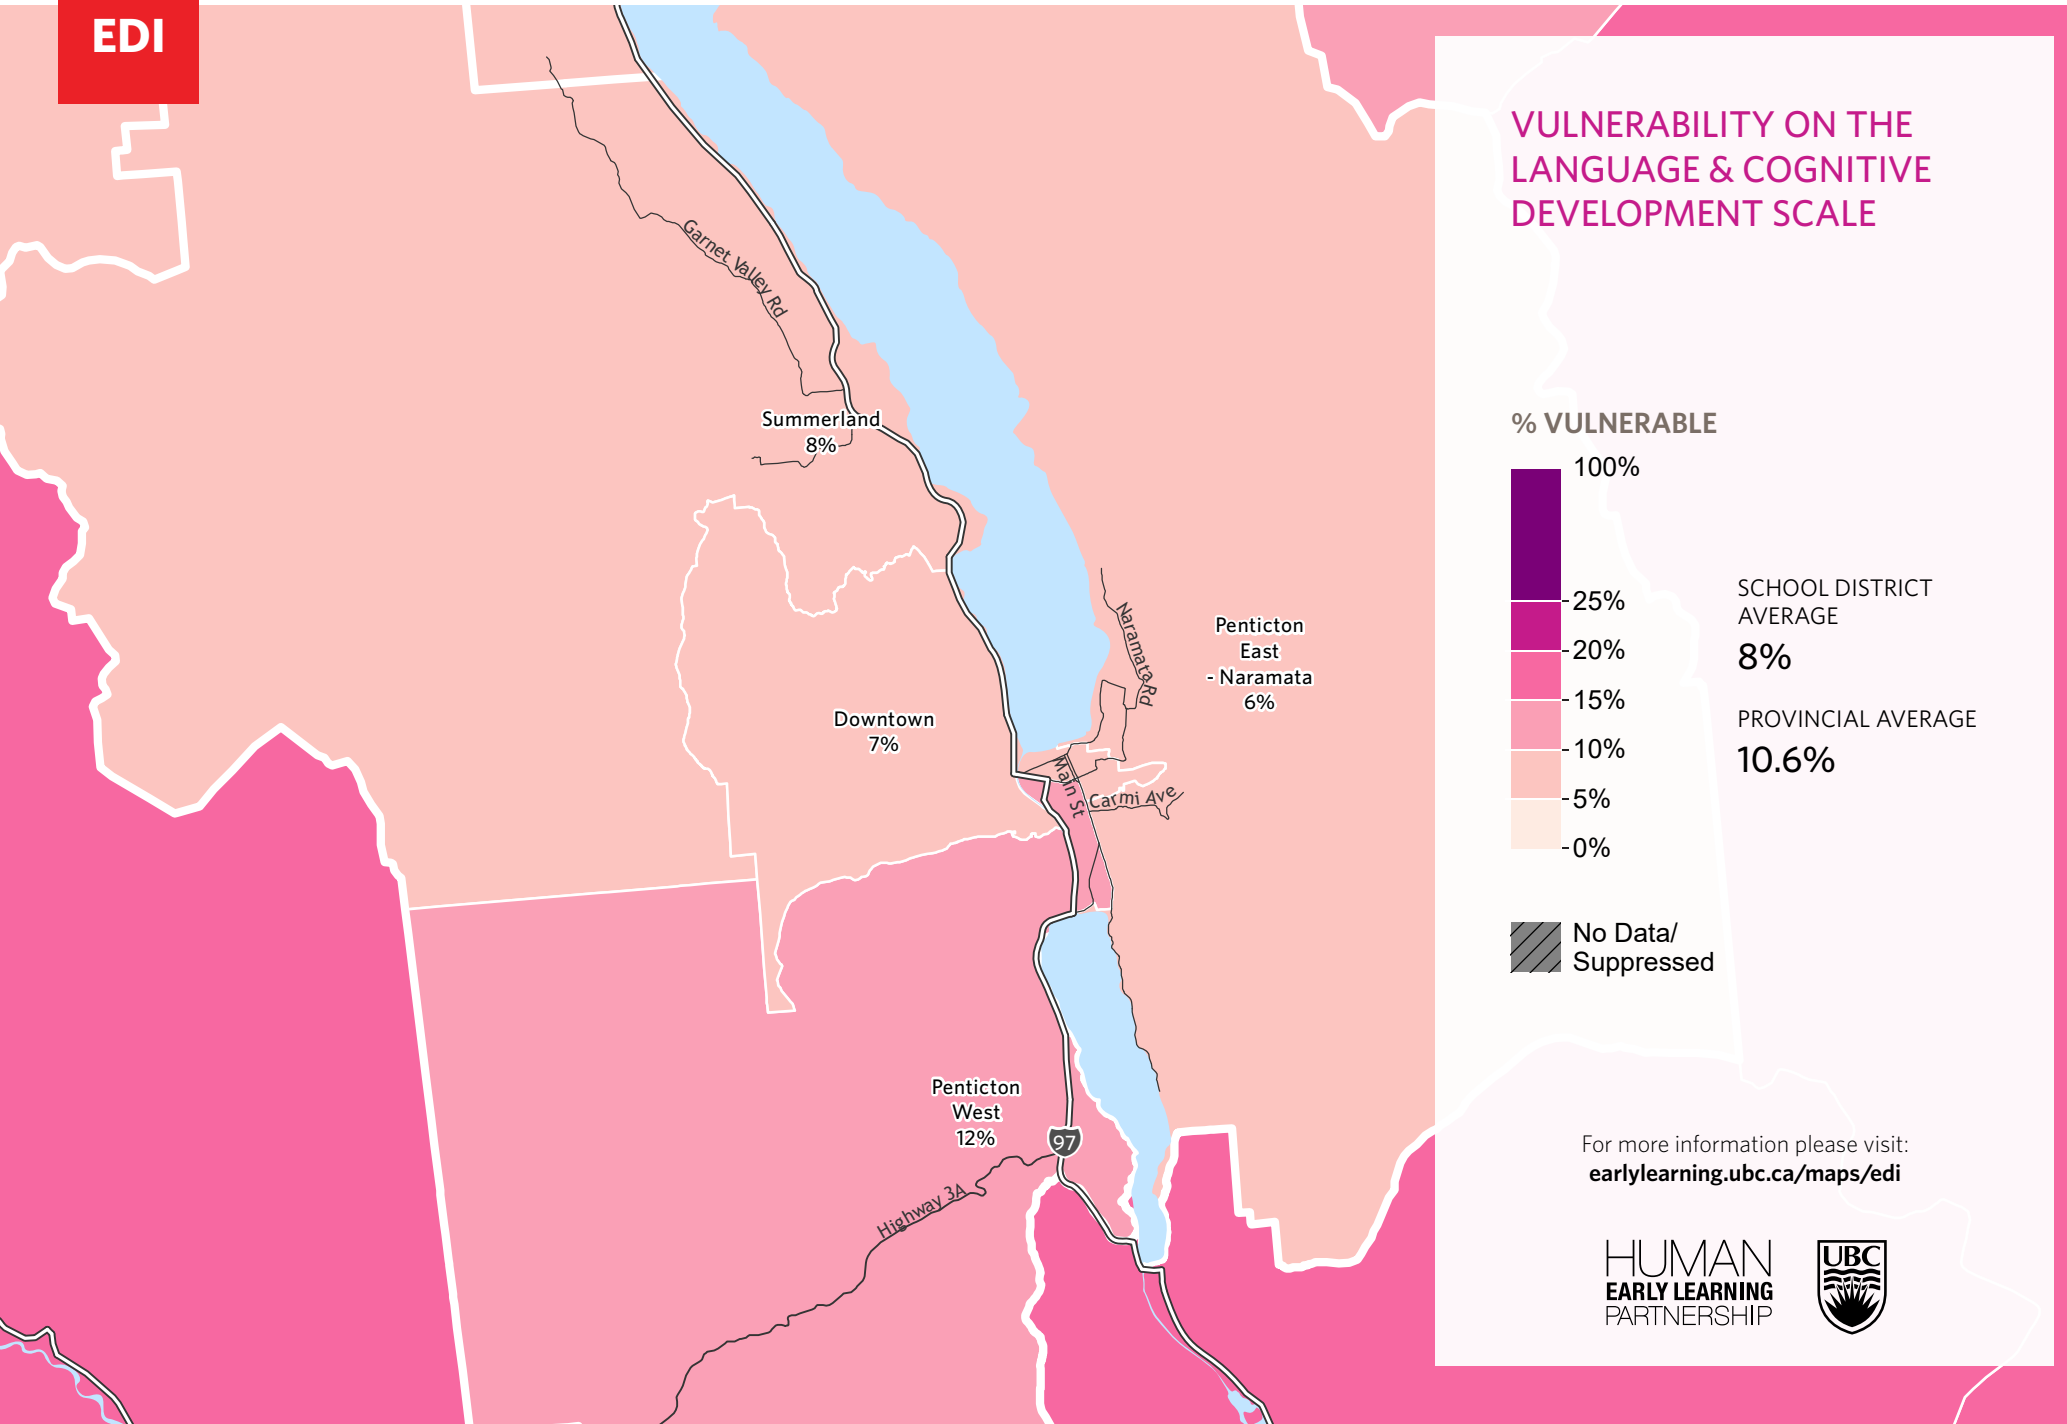 EDI
VULNERABILITY ON THE
LANGUAGE & COGNITIVE
DEVELOPMENT SCALE
% VULNERABLE
100%
25%
20%
15%
10%
5%
0%
No Data/
Suppressed
SCHOOL DISTRICT
AVERAGE
8%
PROVINCIAL AVERAGE
10.6%
For more information please visit:
earlylearning.ubc.ca/maps/edi
HUMAN
EARLY LEARNING
PARTNERSHIP
UBC
Garnet Valley Rd
Summerland
8%
Naramata Rd
Penticton
East
- Naramata
6%
Downtown
7%
Main St
Carmi Ave
Penticton
West
12%
97
Highway 3A